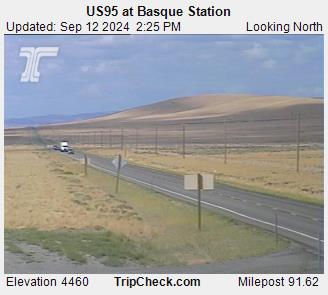 US95 at Basque Station
Updated: Sep 12 2024 2:25 PM Looking North
Elevation 4460 TripCheck.com Milepost 91.62